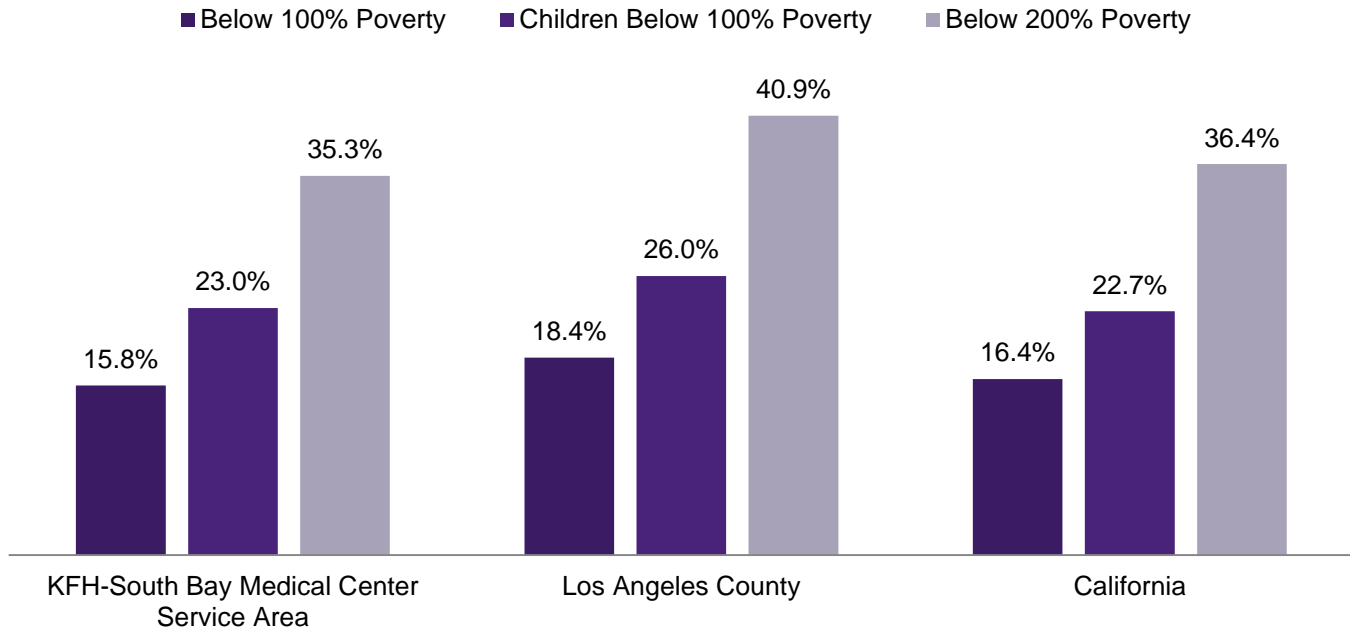 Below 100% Poverty Children Below 100% Poverty Below 200% Poverty
40.9%
36.4%
35.3%
26.0%
23.0%
22.7%
18.4%
16.4%
15.8%
KFH-South Bay Medical Center
Service Area
Los Angeles County
California